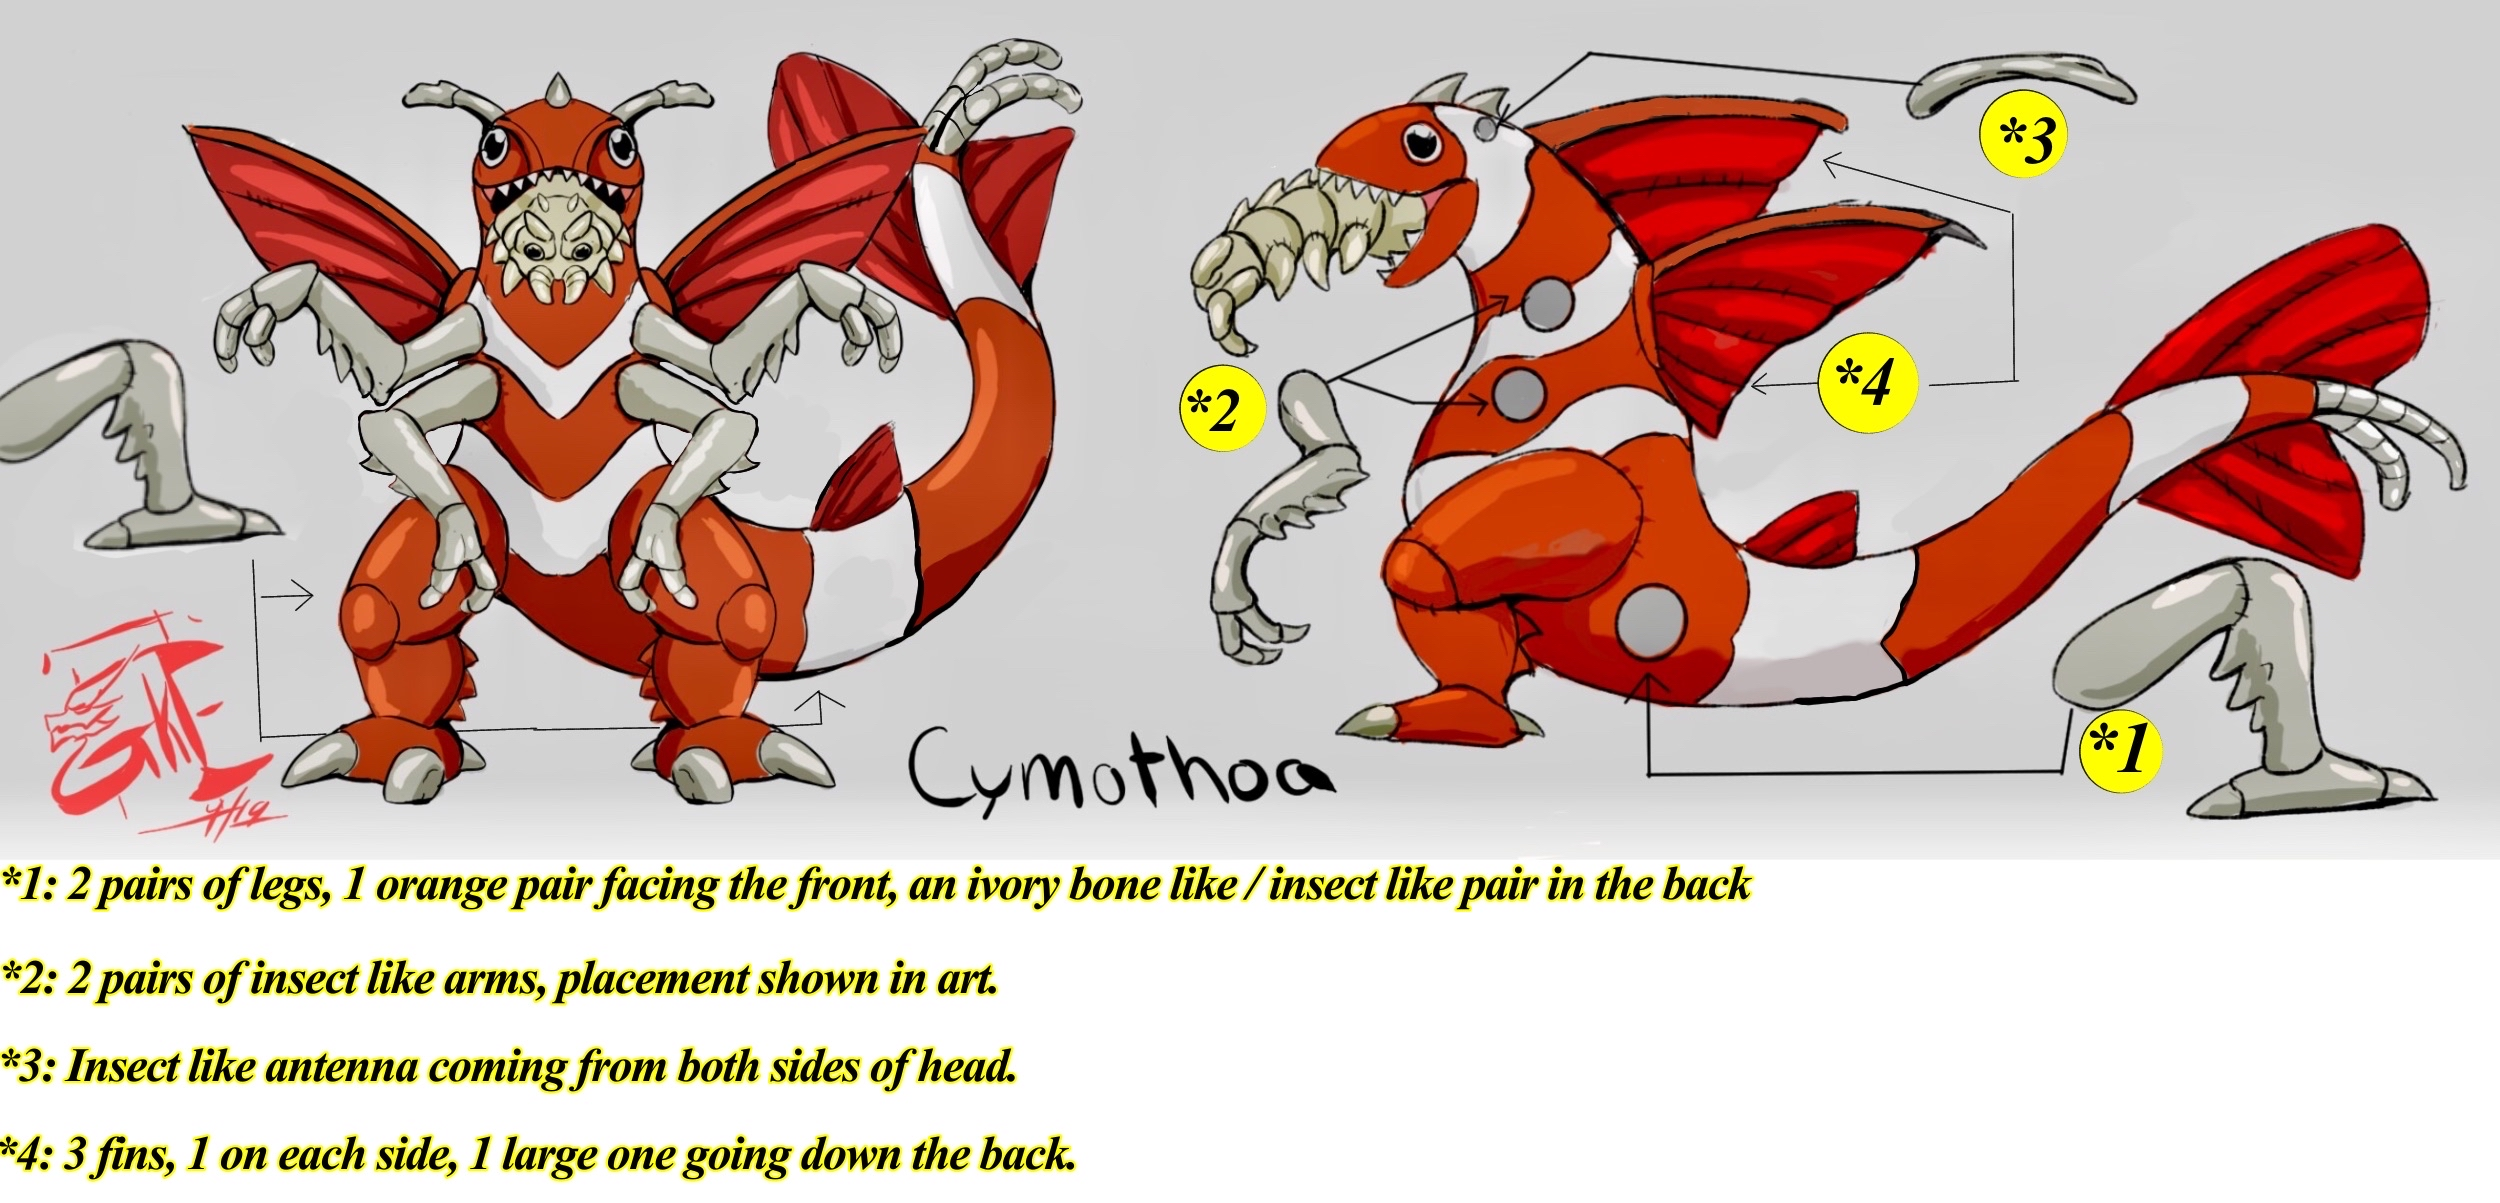 *3
*4
*2
*1
Cymothoa
*1: 2 pairs of legs, 1 orange pair facing the front, an ivory bone like / insect like pair in the back
*2: 2 pairs of insect like arms, placement shown in art.
*3: Insect like antenna coming from both sides of head.
*4: 3 fins, 1 on each side, 1 large one going down the back.